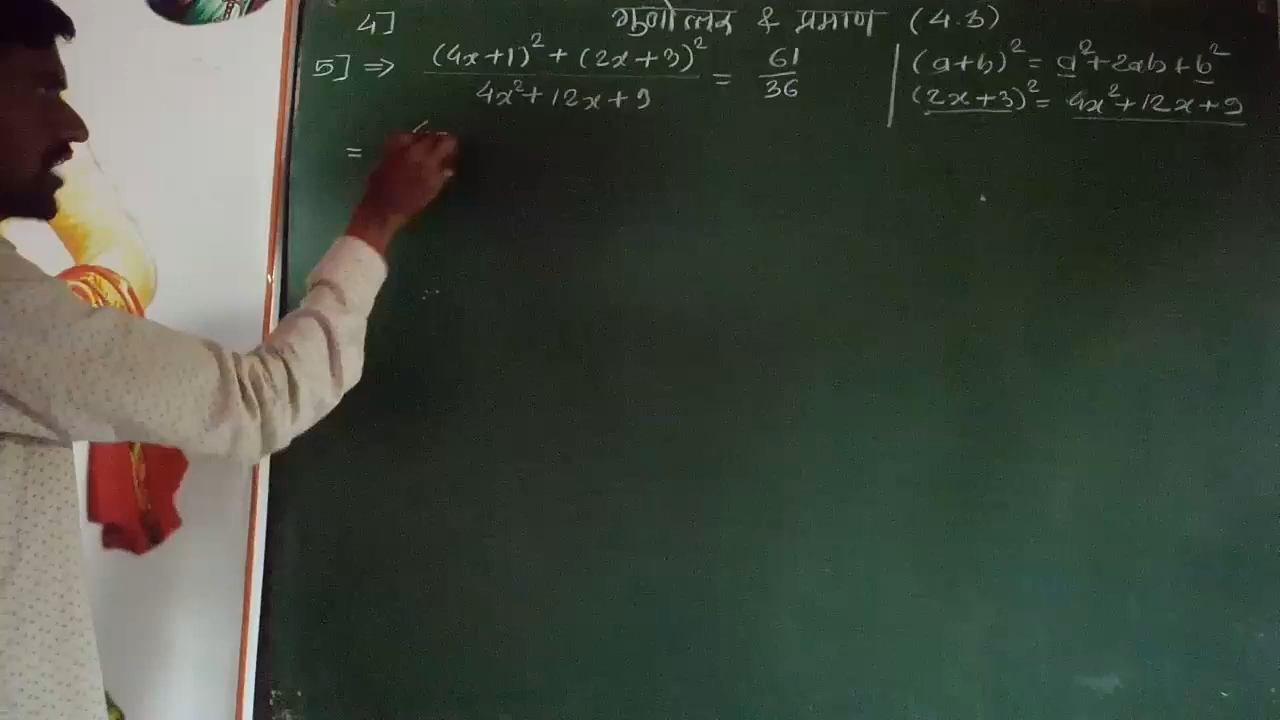 4] गुणोत्तर & प्रमाण (4.3)
5] ⇒ (4x+1)² + (2x+3)² / 4x²+12x+9 = 61/36
=
(a+b)² = a²+2ab+b²
(2x+3)² = 4x²+12x+9